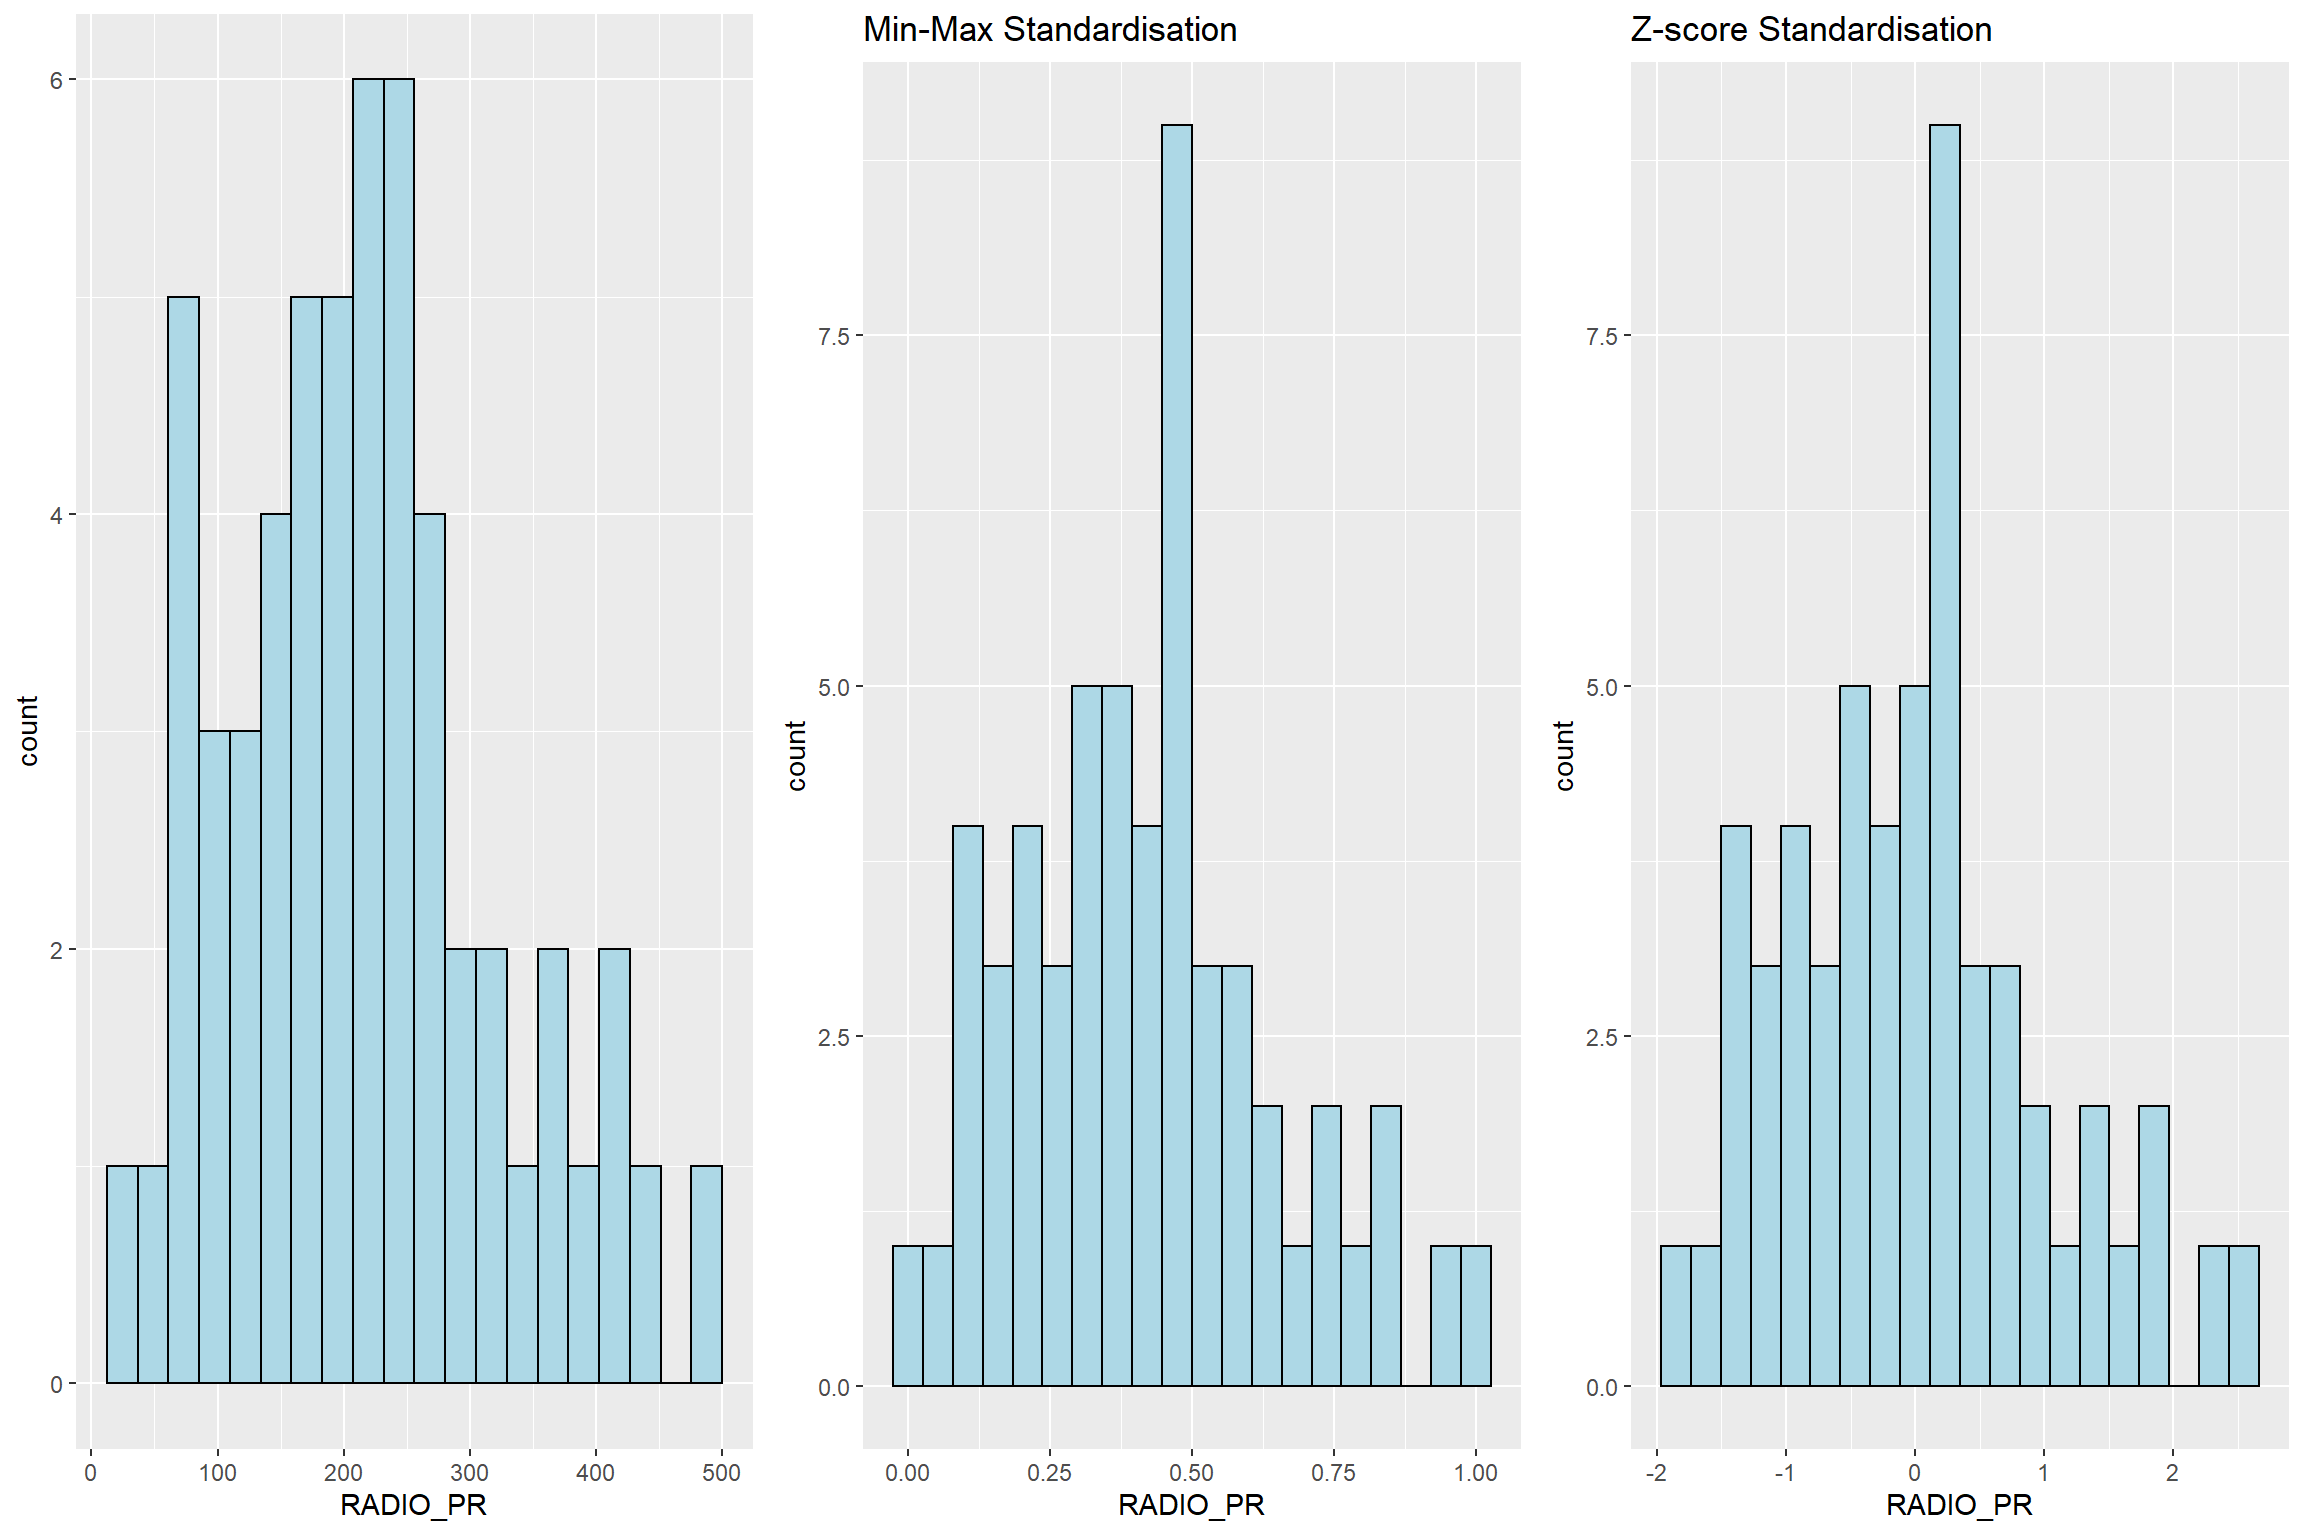 6
4
2
0
count
0 100 200 300 400 500
RADIO_PR
Min-Max Standardisation
7.5
5.0
2.5
0.0
count
0.00 0.25 0.50 0.75 1.00
RADIO_PR
Z-score Standardisation
7.5
5.0
2.5
0.0
count
-2 -1 0 1 2
RADIO_PR